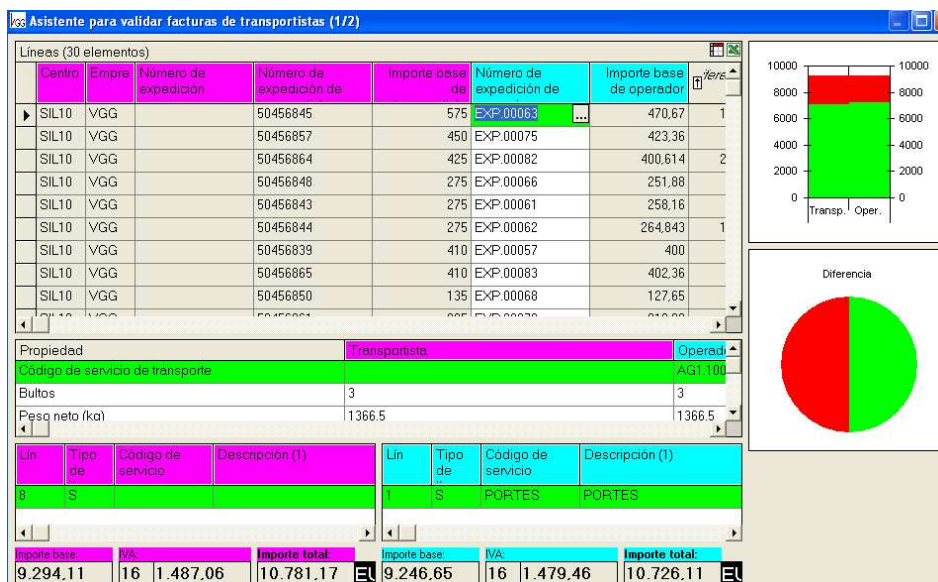 VGG Asistente para validar facturas de transportistas (1/2)
Líneas (30 elementos)
Centro Empre Número de expedición Número de expedición de Importe base de Número de expedición de Importe base de operador
SIL10 VGG 50456845 575 EXP.00063 ... 470,67 1
SIL10 VGG 50456857 450 EXP.00075 423,36
SIL10 VGG 50456864 425 EXP.00082 400,614 2
SIL10 VGG 50456848 275 EXP.00066 251,88
SIL10 VGG 50456843 275 EXP.00061 258,16
SIL10 VGG 50456844 275 EXP.00062 264,843 1
SIL10 VGG 50456839 410 EXP.00057 400
SIL10 VGG 50456865 410 EXP.00083 402,36
SIL10 VGG 50456850 135 EXP.00068 127,65
Propiedad Transportista Operad
Código de servicio de transporte AG1.100
Bultos 3 3
Peso neto (kg) 1366.5 1366.5
Lín Tipo de Código de servicio Descripción (1)
8 S
Lín Tipo de Código de servicio Descripción (1)
1 S PORTES PORTES
Importe base: IVA: Importe total:
9.294,11 16 1.487,06 10.781,17
Importe base: IVA: Importe total:
9.246,65 16 1.479,46 10.726,11
10000 10000
8000 8000
6000 6000
4000 4000
2000 2000
0 0
Transp. Oper.
Diferencia